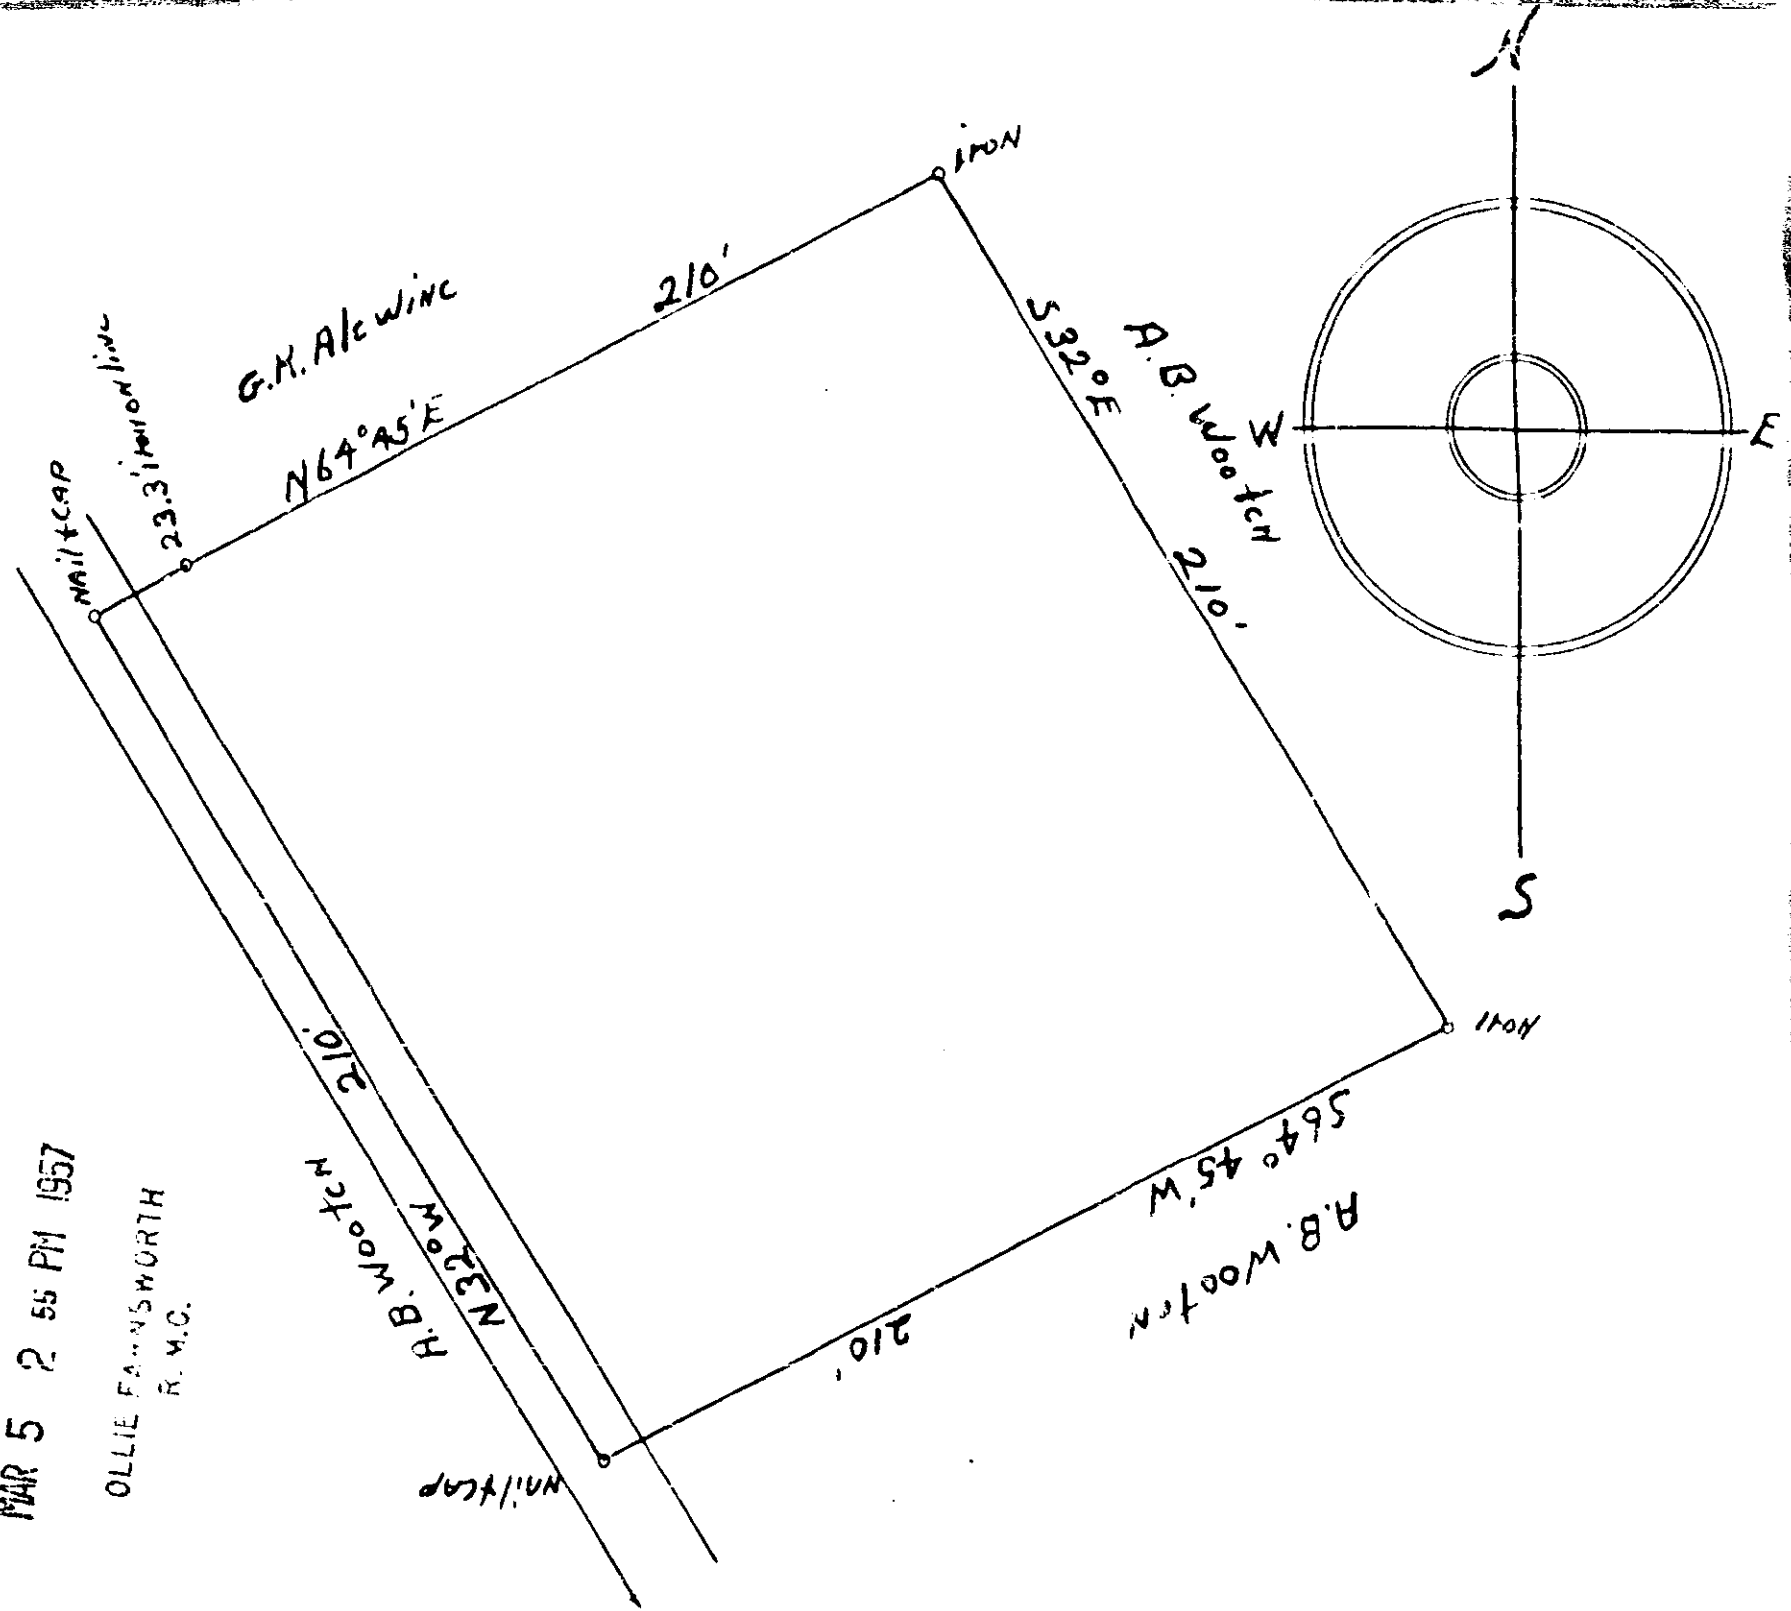 N
iron
210'
G.K. Alewine
23.3' iron on line
N64°45'E
Nail & Cap
S32°E
A.B. Wooten
210'
W
E
S
iron
S64°45'W
A.B. Wooten
210'
210'
N32°W
A.B. Wooten
Nail & Cap
MAR 5 2 55 PM 1957
OLLIE FARNSWORTH
R.M.C.